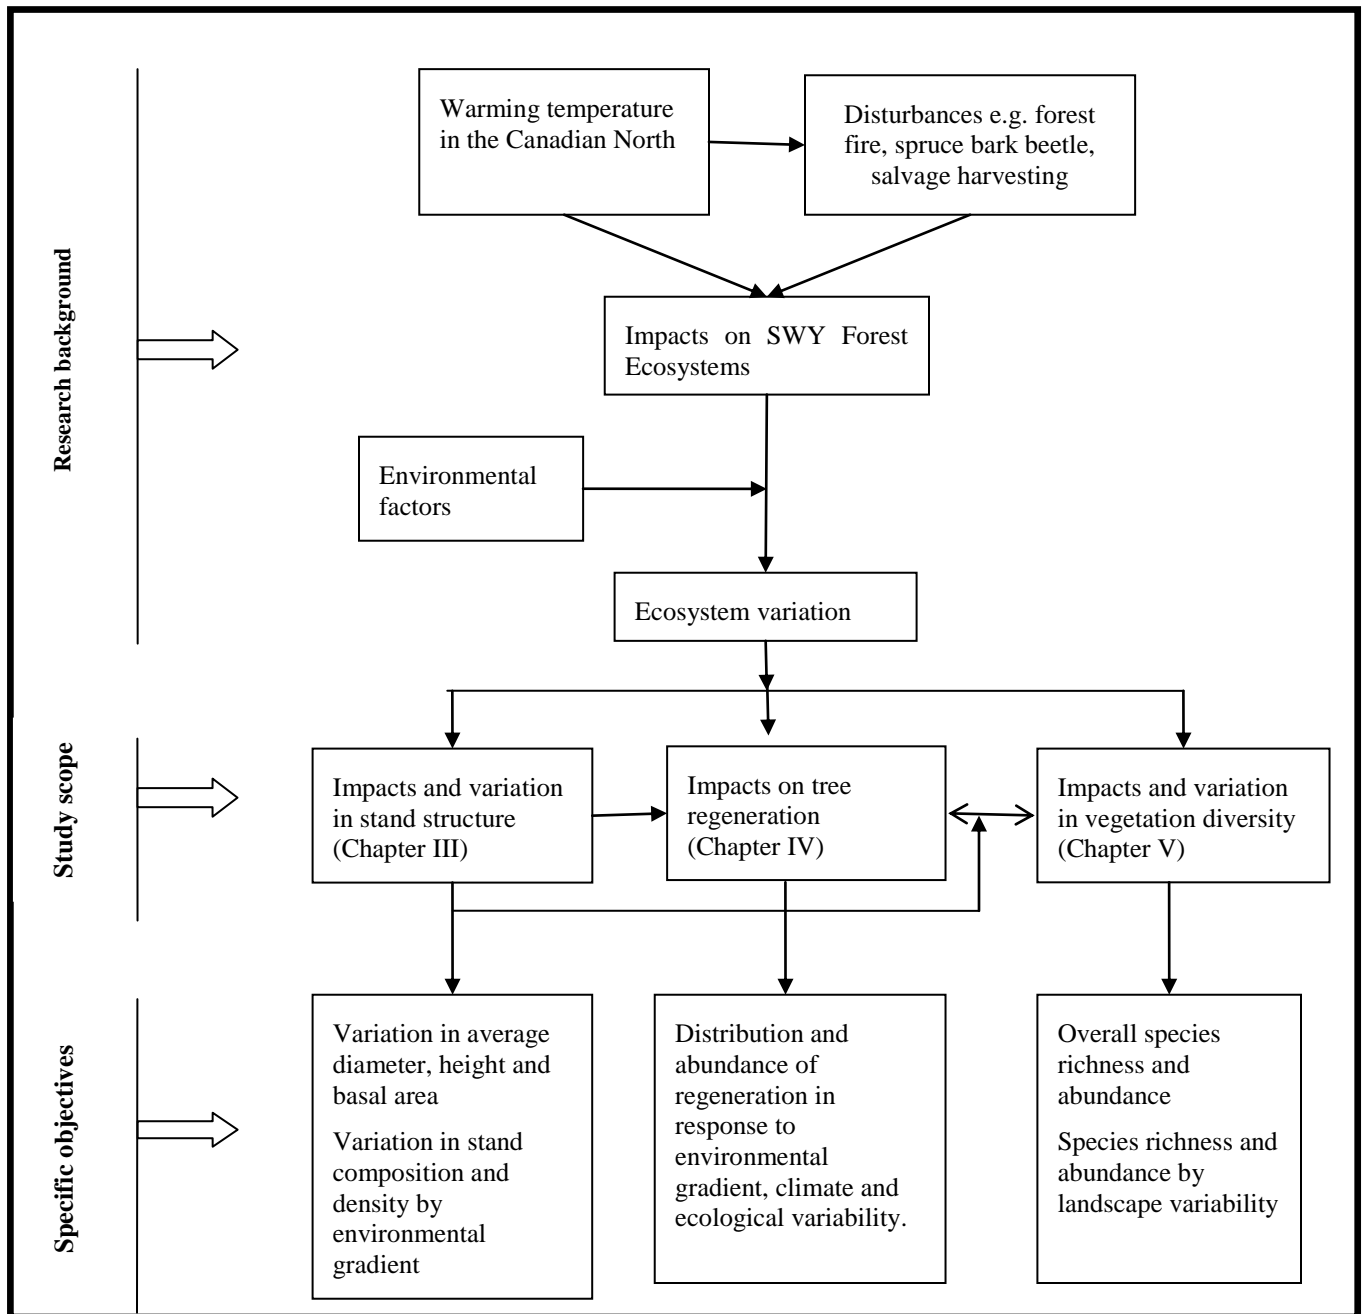 Research background
Warming temperature
in the Canadian North
Disturbances e.g. forest
fire, spruce bark beetle,
salvage harvesting
Impacts on SWY Forest
Ecosystems
Environmental
factors
Ecosystem variation
Study scope
Impacts and variation
in stand structure
(Chapter III)
Impacts on tree
regeneration
(Chapter IV)
Impacts and variation
in vegetation diversity
(Chapter V)
Specific objectives
Variation in average
diameter, height and
basal area
Variation in stand
composition and
density by
environmental
gradient
Distribution and
abundance of
regeneration in
response to
environmental
gradient, climate and
ecological variability.
Overall species
richness and
abundance
Species richness and
abundance by
landscape variability